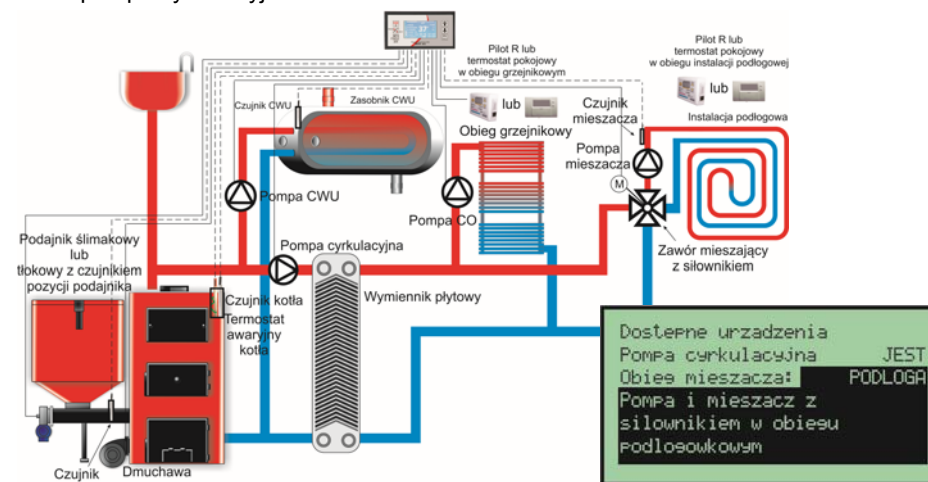 Pilot R lub
termostat pokojowy
w obiegu grzejnikowym
lub
Pilot R lub
termostat pokojowy
w obiegu instalacji podłogowej
lub
Czujnik CWU
Zasobnik CWU
Obieg grzejnikowy
Czujnik
mieszacza
Pompa
mieszacza
M
Instalacja podłogowa
Pompa CWU
Pompa CO
Zawór mieszający
z siłownikiem
Podajnik ślimakowy
lub
tłokowy z czujnikiem
pozycji podajnika
Pompa cyrkulacyjna
Czujnik kotła
Termostat
awaryjny
kotła
Wymiennik płytowy
Czujnik
Dmuchawa
Dostepne urzadzenia
Pompa cyrkulacyjna JEST
Obieg mieszacza: PODLOGA
Pompa i mieszacz z
silownikiem w obiegu
podlogowkowym